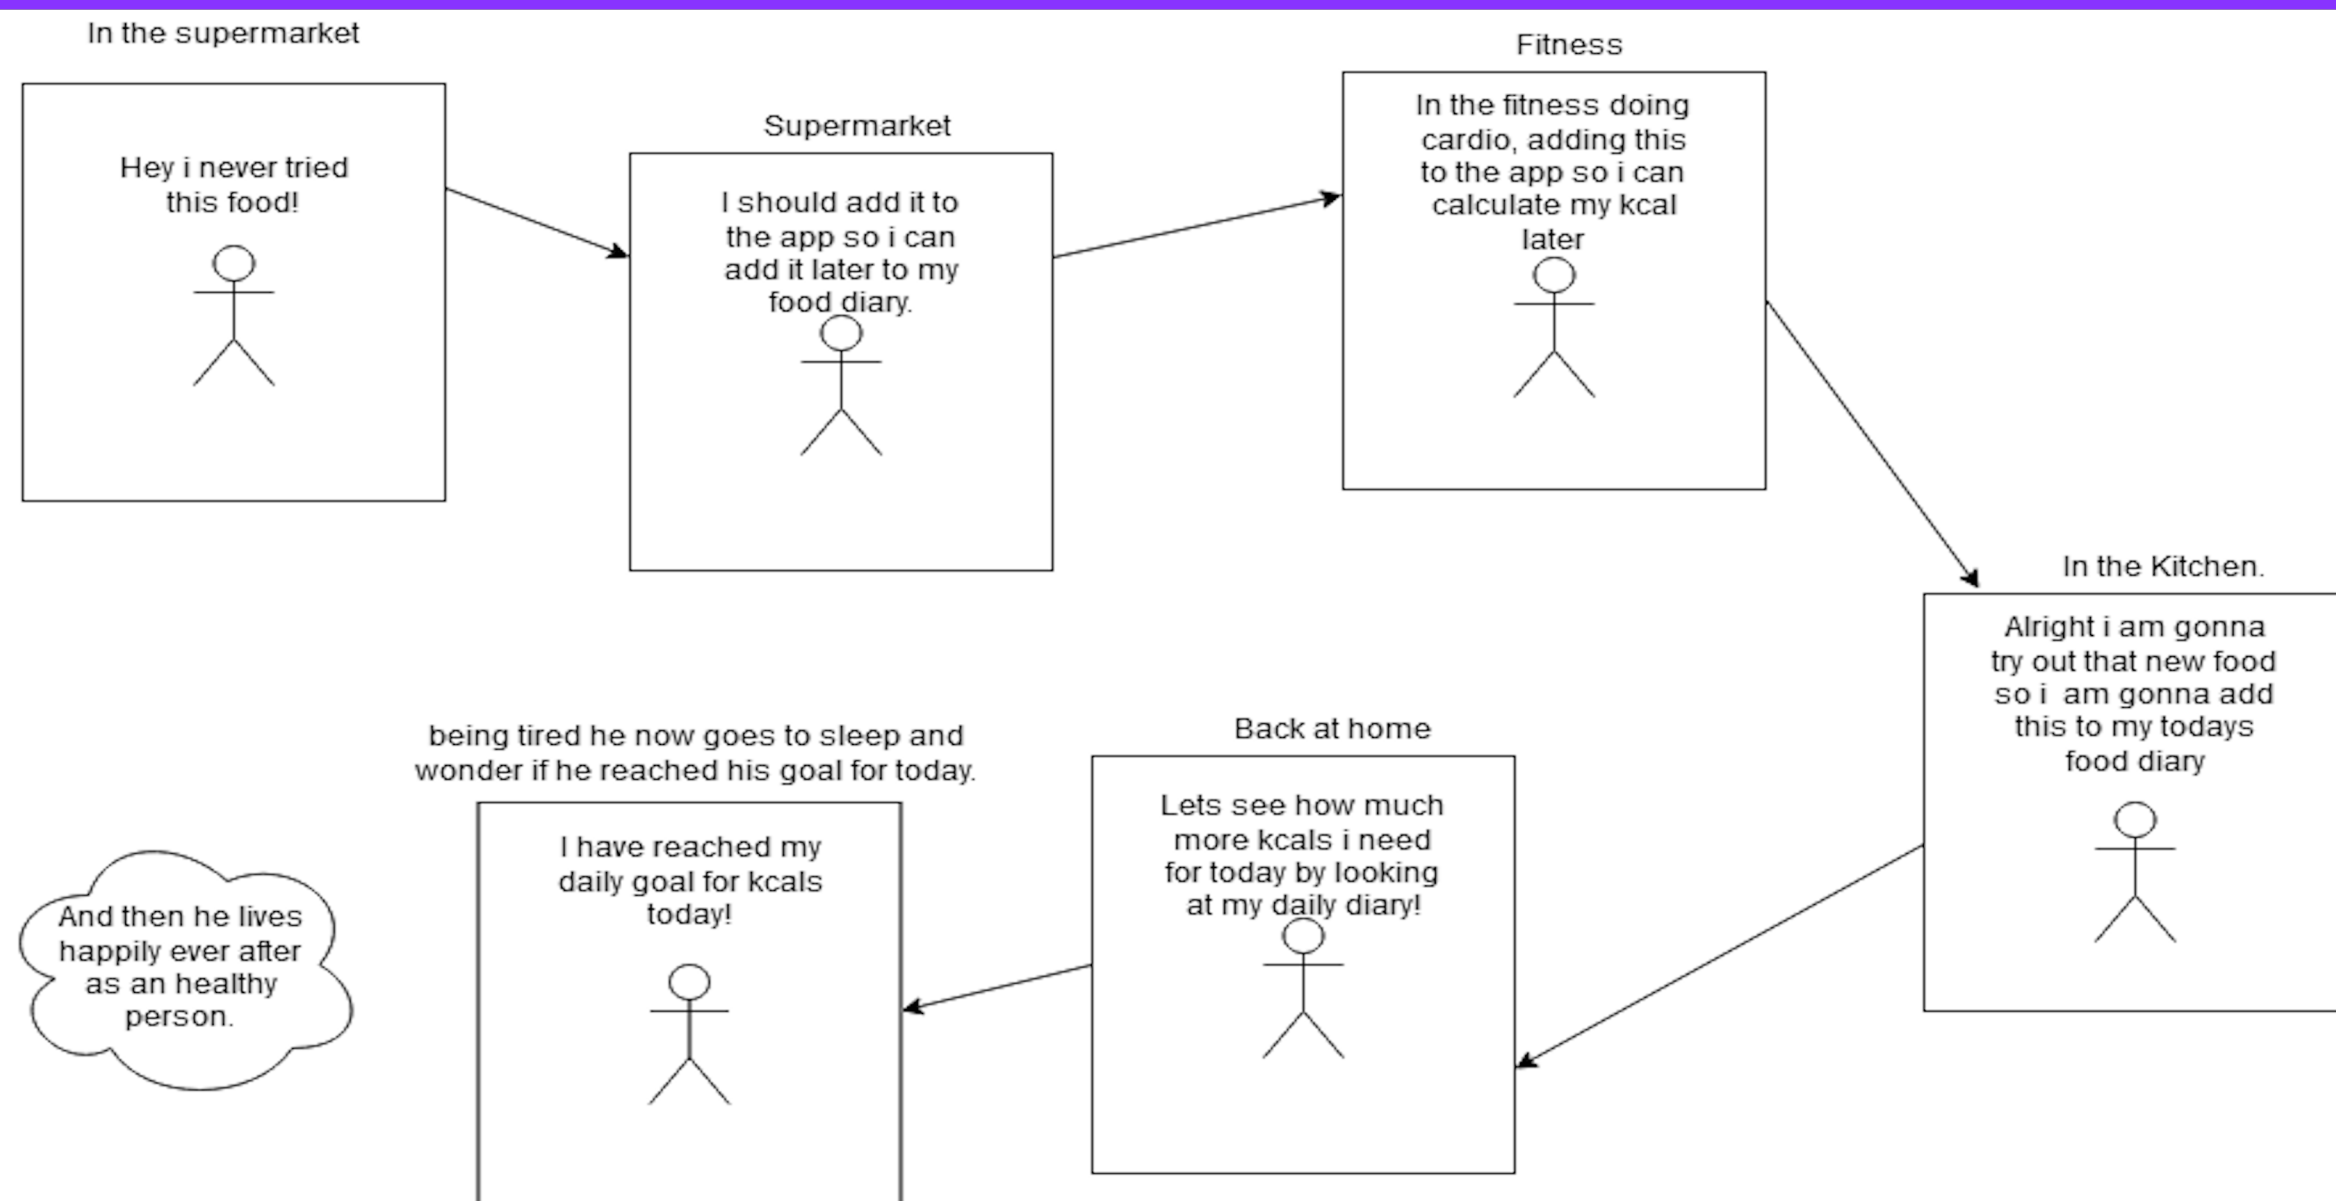 In the supermarket
Hey i never tried
this food!
Supermarket
I should add it to
the app so i can
add it later to my
food diary.
Fitness
In the fitness doing
cardio, adding this
to the app so i can
calculate my kcal
later
In the Kitchen.
Alright i am gonna
try out that new food
so i  am gonna add
this to my todays
food diary
Back at home
Lets see how much
more kcals i need
for today by looking
at my daily diary!
being tired he now goes to sleep and
wonder if he reached his goal for today.
I have reached my
daily goal for kcals
today!
And then he lives
happily ever after
as an healthy
person.